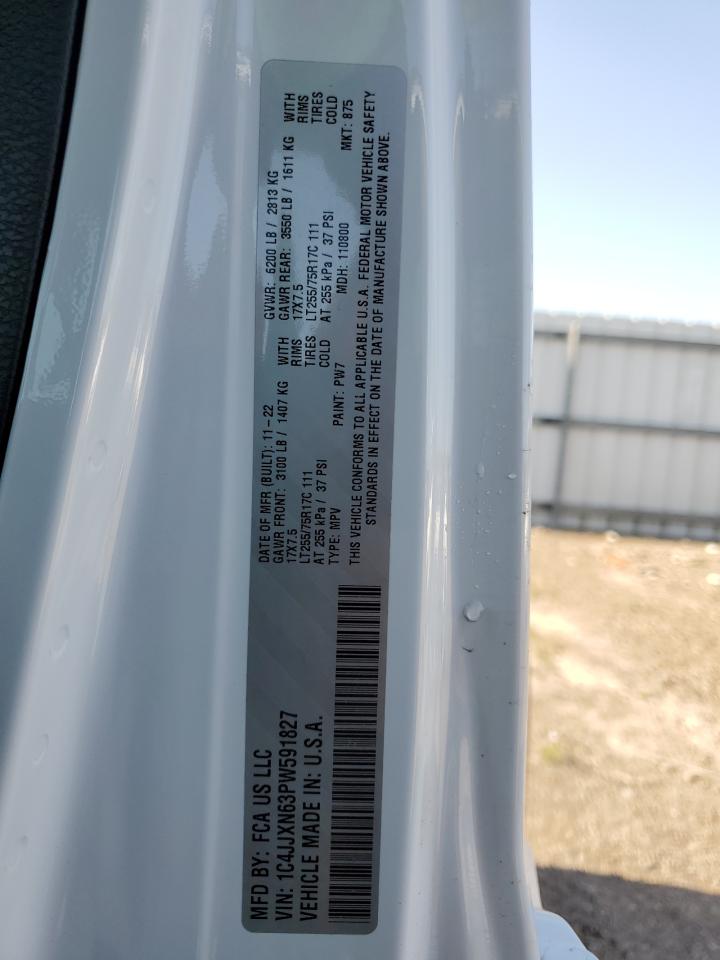 MFD BY: FCA US LLC
VIN: 1C4JJXN63PW591827
VEHICLE MADE IN: U.S.A.
DATE OF MFR (BUILT): 11-22
GVWR: 6200 LB / 2813 KG
GAWR FRONT: 3100 LB / 1407 KG WITH
GAWR REAR: 3550 LB / 1611 KG WITH
17X7.5 RIMS
17X7.5 RIMS
LT255/75R17C 111 TIRES
LT255/75R17C 111 TIRES
AT 255 kPa / 37 PSI COLD
AT 255 kPa / 37 PSI COLD
TYPE: MPV PAINT: PW7 MDH: 110800 MKT: 875
THIS VEHICLE CONFORMS TO ALL APPLICABLE U.S.A. FEDERAL MOTOR VEHICLE SAFETY
STANDARDS IN EFFECT ON THE DATE OF MANUFACTURE SHOWN ABOVE.